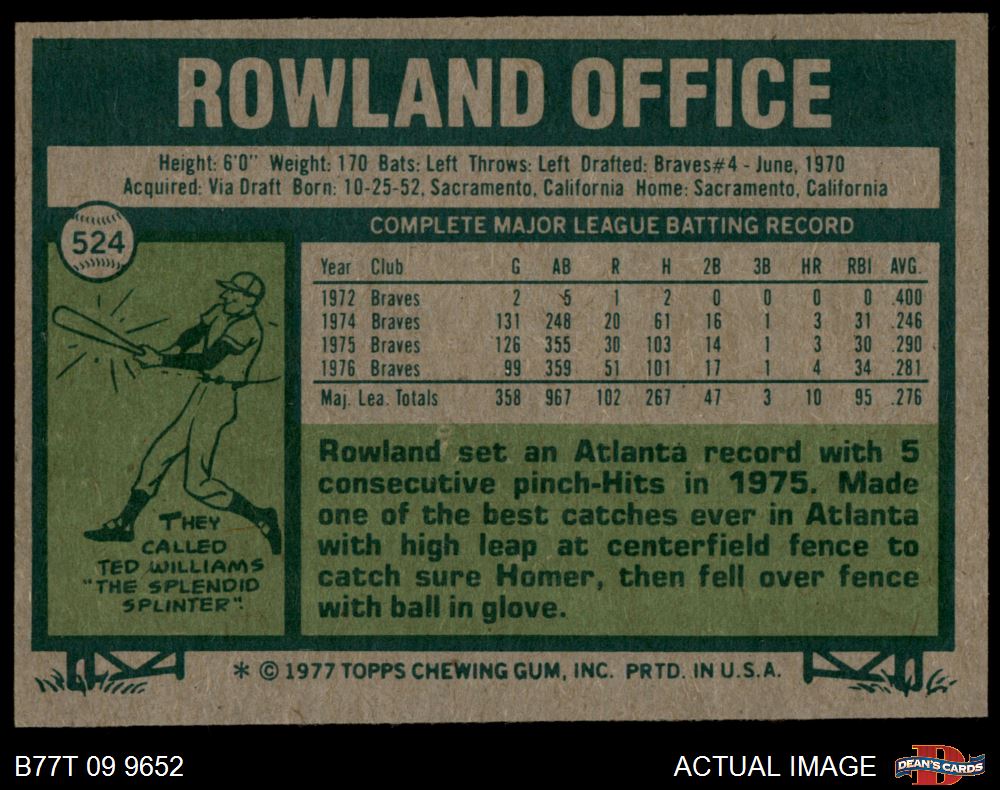 ROWLAND OFFICE
Height: 6'0" Weight: 170 Bats: Left Throws: Left Drafted: Braves#4 - June, 1970
Acquired: Via Draft Born: 10-25-52, Sacramento, California Home: Sacramento, California
524
COMPLETE MAJOR LEAGUE BATTING RECORD
Year Club G AB R H 2B 3B HR RBI AVG.
1972 Braves 2 5 1 2 0 0 0 0 .400
1974 Braves 131 248 20 61 16 1 3 31 .246
1975 Braves 126 355 30 103 14 1 3 30 .290
1976 Braves 99 359 51 101 17 1 4 34 .281
Maj. Lea. Totals 358 967 102 267 47 3 10 95 .276
THEY
CALLED
TED WILLIAMS
"THE SPLENDID
SPLINTER".
Rowland set an Atlanta record with 5
consecutive pinch-Hits in 1975. Made
one of the best catches ever in Atlanta
with high leap at centerfield fence to
catch sure Homer, then fell over fence
with ball in glove.
* © 1977 TOPPS CHEWING GUM, INC. PRTD. IN U.S.A.
B77T 09 9652
ACTUAL IMAGE
DEAN'S CARDS